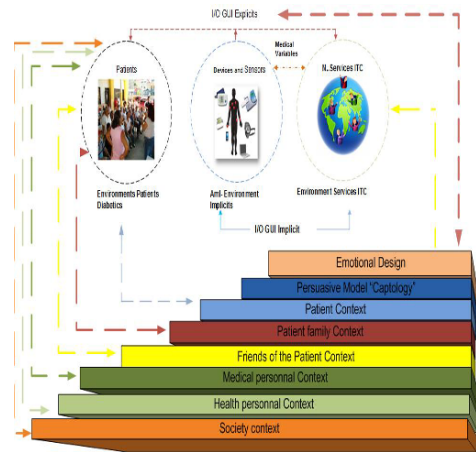 I/O GUI Explicits
Medical
Variables
Patients
Devices and Sensors
N. Services ITC
Environments Patients
Diabetics
AmI- Environment
Implicits
Environment Services ITC
I/O GUI Implicit
Emotional Design
Persuasive Model "Captology"
Patient Context
Patient family Context
Friends of the Patient Context
Medical personnal Context
Health personnal Context
Society context